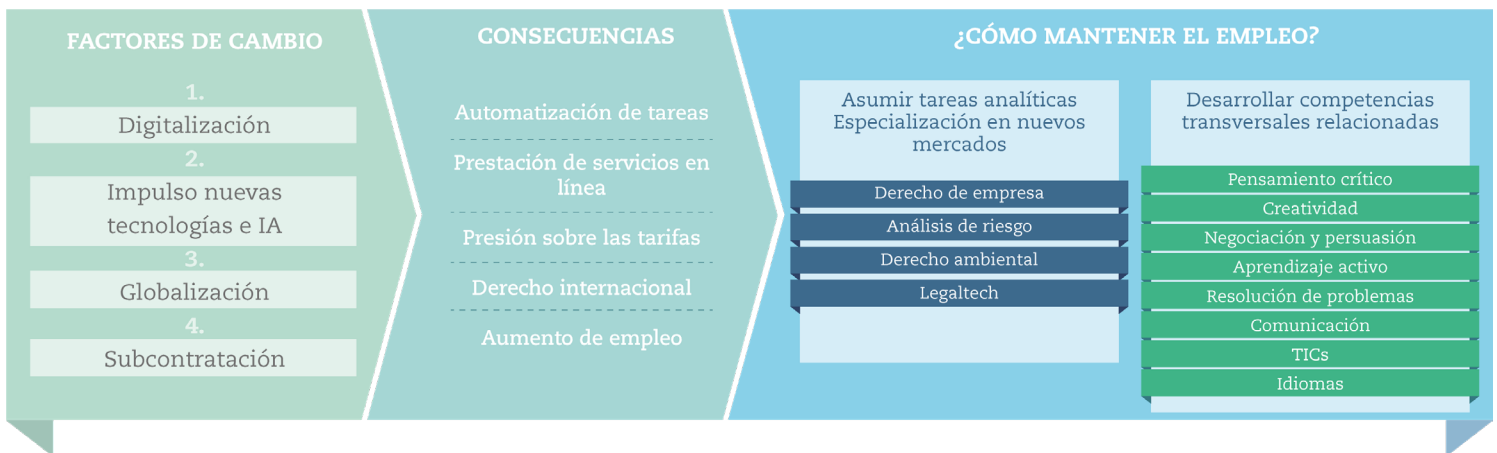 FACTORES DE CAMBIO
1.
Digitalización
2.
Impulso nuevas
tecnologías e IA
3.
Globalización
4.
Subcontratación
CONSECUENCIAS
Automatización de tareas
Prestación de servicios en
línea
Presión sobre las tarifas
Derecho internacional
Aumento de empleo
¿CÓMO MANTENER EL EMPLEO?
Asumir tareas analíticas
Especialización en nuevos
mercados
Derecho de empresa
Análisis de riesgo
Derecho ambiental
Legaltech
Desarrollar competencias
transversales relacionadas
Pensamiento crítico
Creatividad
Negociación y persuasión
Aprendizaje activo
Resolución de problemas
Comunicación
TICs
Idiomas